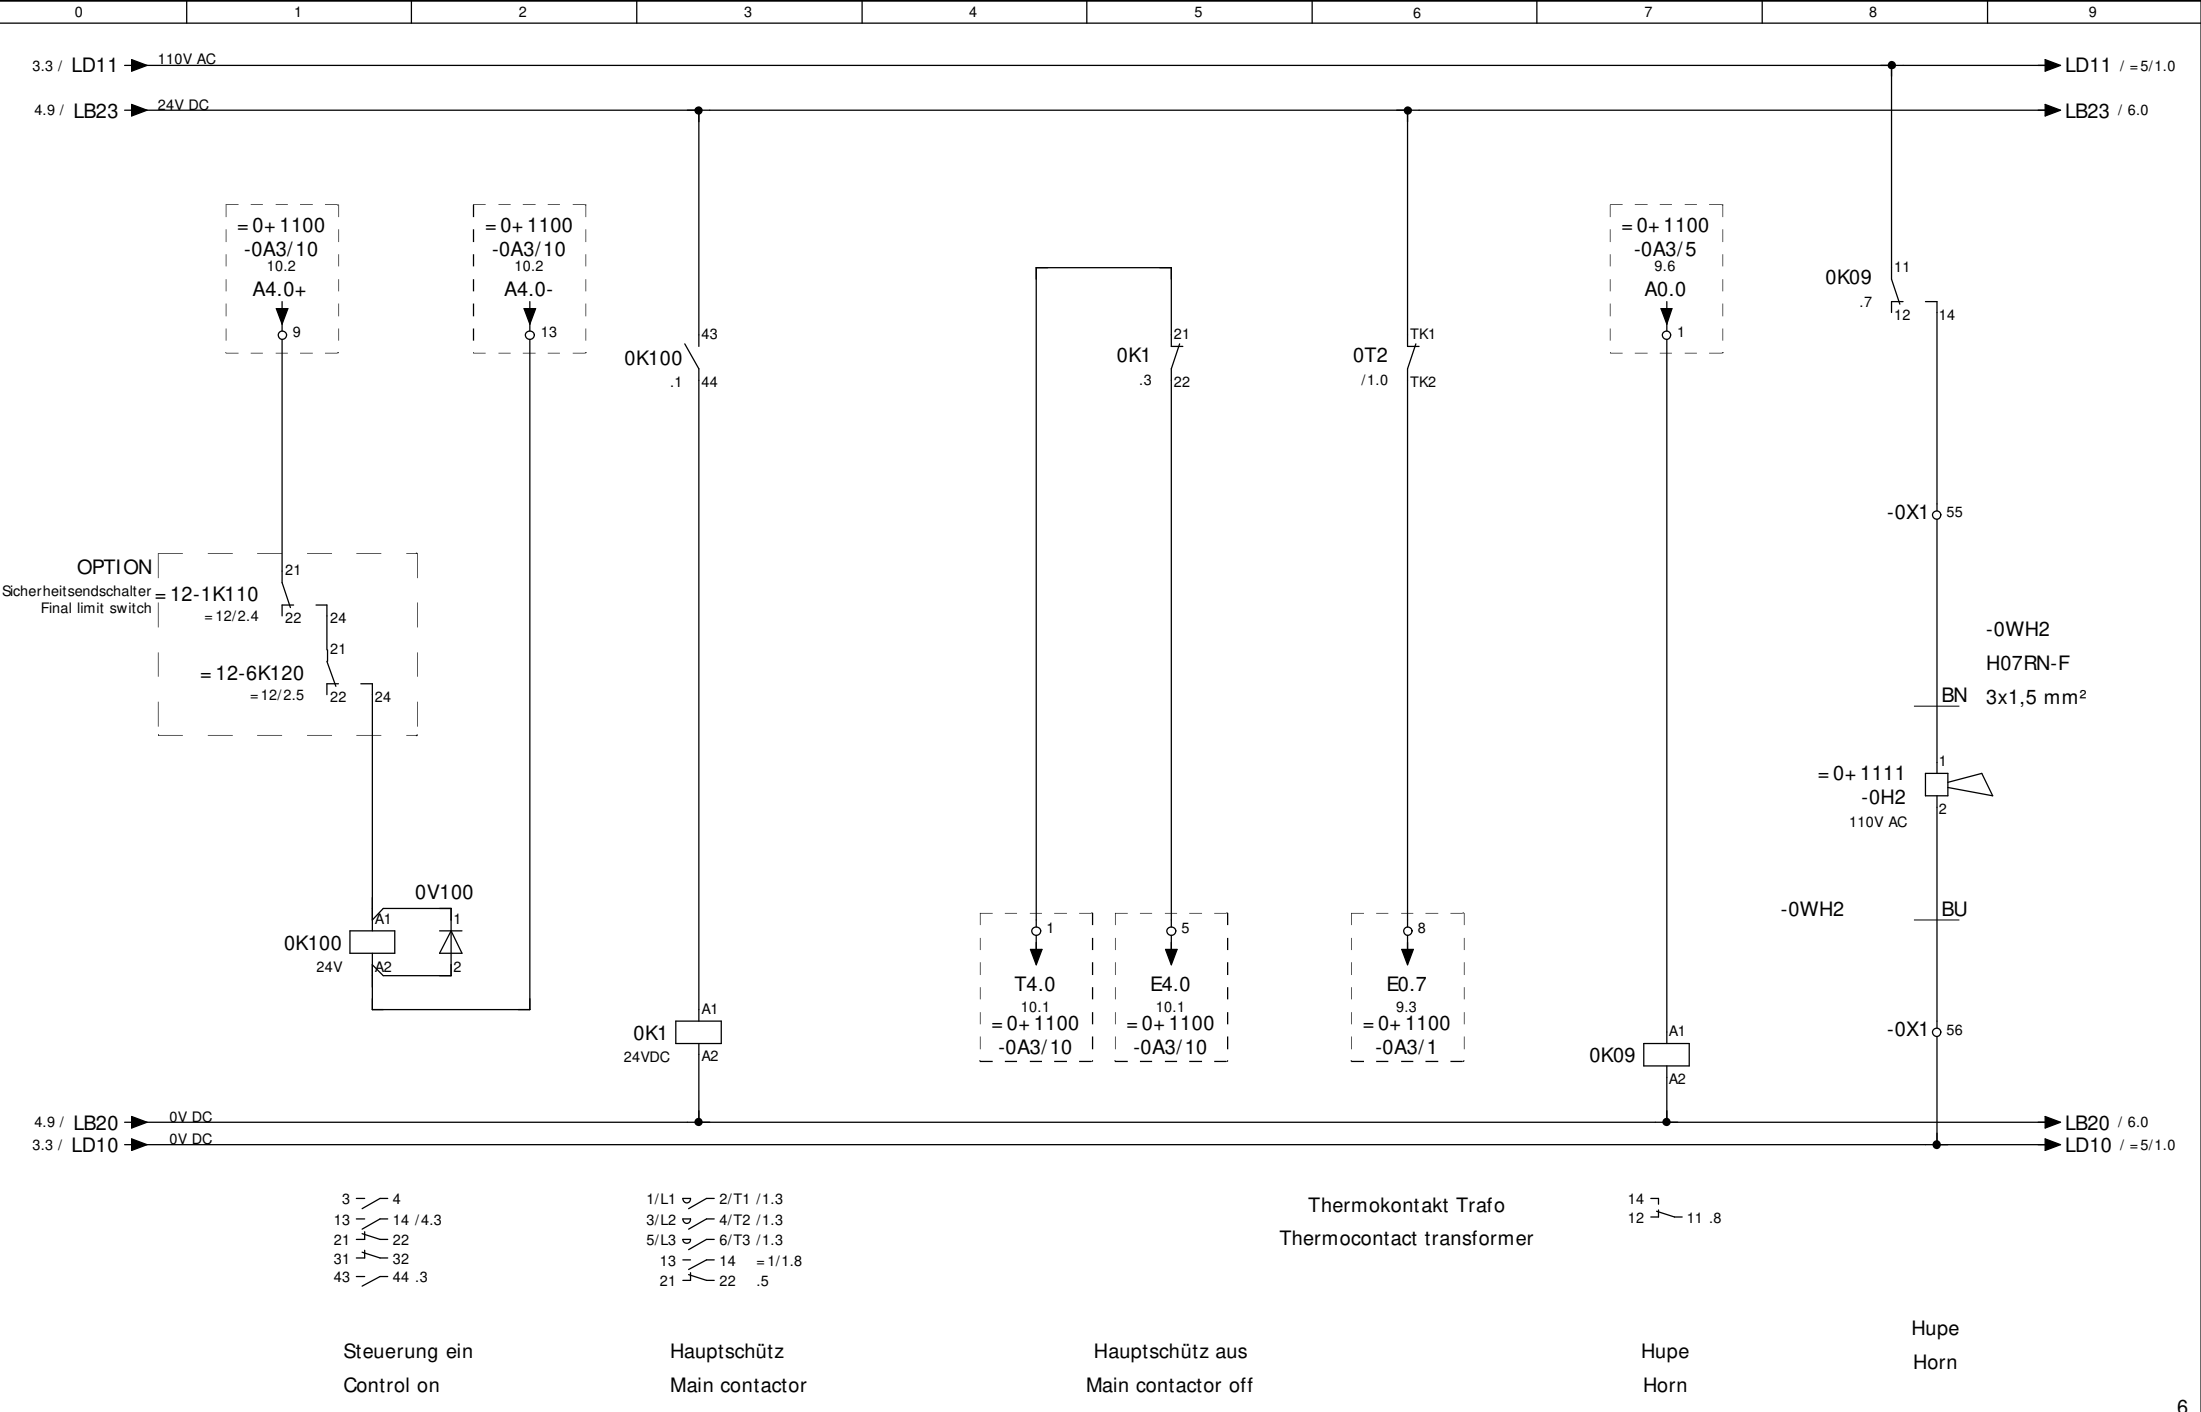 0 1 2 3 4 5 6 7 8 9
3.3 / LD11 110V AC LD11 / =5/1.0
4.9 / LB23 24V DC LB23 / 6.0
=0+1100 =0+1100 =0+1100
-0A3/10 -0A3/10 -0A3/5
10.2 10.2 9.6
A4.0+ A4.0- A0.0
9 13 1
0K09 11
.7 12 14
43 21 TK1
0K100 0K1 0T2
.1 44 .3 22 /1.0 TK2
-0X1 55
OPTION 21
Sicherheitsendschalter =12-1K110
Final limit switch =12/2.4 22 24
21
=12-6K120
=12/2.5 22 24
-0WH2
H07RN-F
BN 3x1,5 mm²
1
=0+1111
-0H2
2
110V AC
0V100
-0WH2 BU
A1 1
0K100
24V A2 2
1 5 8
T4.0 E4.0 E0.7
10.1 10.1 9.3
=0+1100 =0+1100 =0+1100
-0A3/10 -0A3/10 -0A3/1
A1
0K1
24VDC A2
A1
0K09
A2
-0X1 56
4.9 / LB20 0V DC LB20 / 6.0
3.3 / LD10 0V DC LD10 / =5/1.0
3 4
13 14 /4.3
21 22
31 32
43 44 .3
1/L1 2/T1 /1.3
3/L2 4/T2 /1.3
5/L3 6/T3 /1.3
13 14 =1/1.8
21 22 .5
Thermokontakt Trafo
Thermocontact transformer
14
12 11 .8
Steuerung ein
Control on
Hauptschütz
Main contactor
Hauptschütz aus
Main contactor off
Hupe
Horn
Hupe
Horn
6